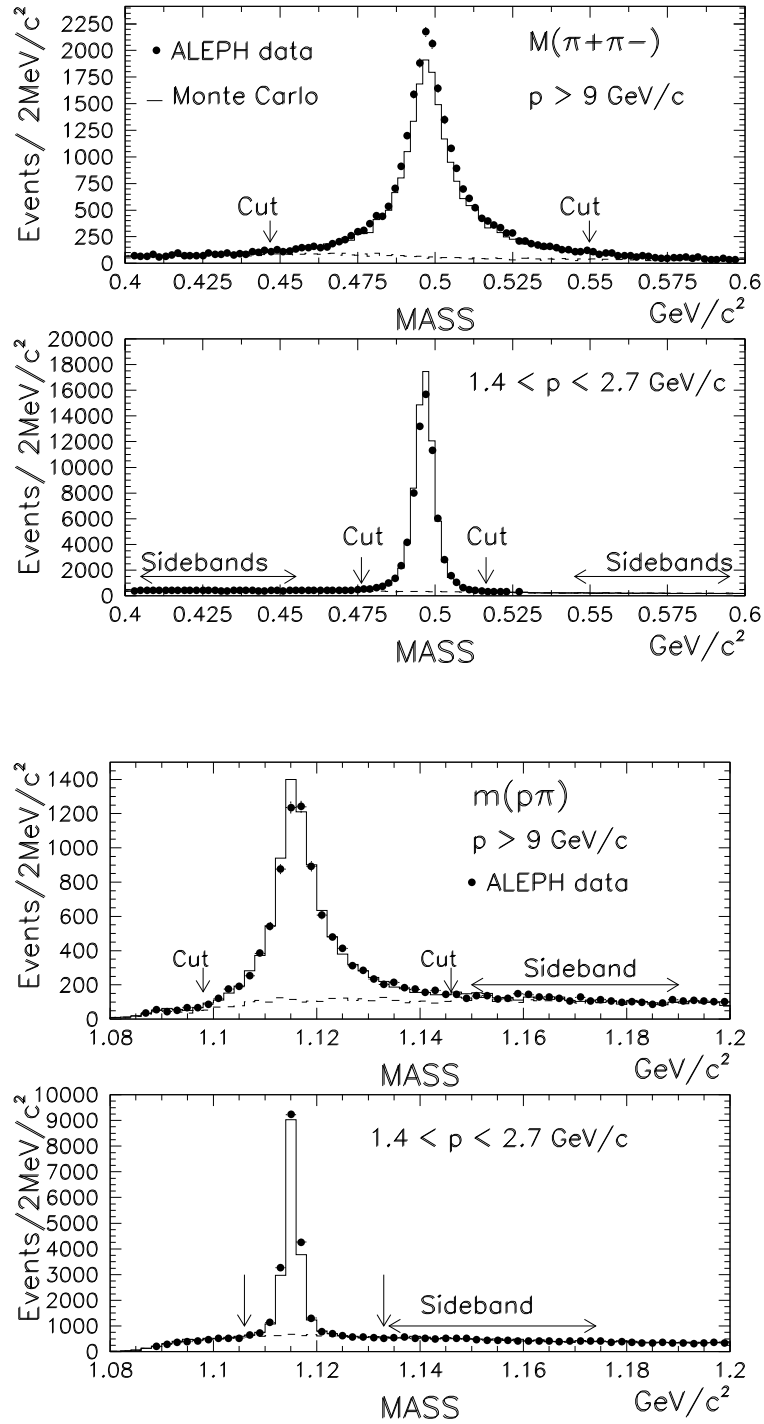 Events/ 2MeV/c²
2250
2000
1750
1500
1250
1000
750
500
250
0
ALEPH data
Monte Carlo
M(π+π−)
p > 9 GeV/c
Cut
Cut
0.4 0.425 0.45 0.475 0.5 0.525 0.55 0.575 0.6
MASS
GeV/c²
Events/ 2MeV/c²
20000
18000
16000
14000
12000
10000
8000
6000
4000
2000
0
1.4 < p < 2.7 GeV/c
Cut
Cut
Sidebands
Sidebands
0.4 0.425 0.45 0.475 0.5 0.525 0.55 0.575 0.6
MASS
GeV/c²
Events/2MeV/c²
1400
1200
1000
800
600
400
200
0
m(pπ)
p > 9 GeV/c
ALEPH data
Cut
Cut
Sideband
1.08 1.1 1.12 1.14 1.16 1.18 1.2
MASS
GeV/c²
Events/2MeV/c²
10000
9000
8000
7000
6000
5000
4000
3000
2000
1000
0
1.4 < p < 2.7 GeV/c
Sideband
1.08 1.1 1.12 1.14 1.16 1.18 1.2
MASS
GeV/c²